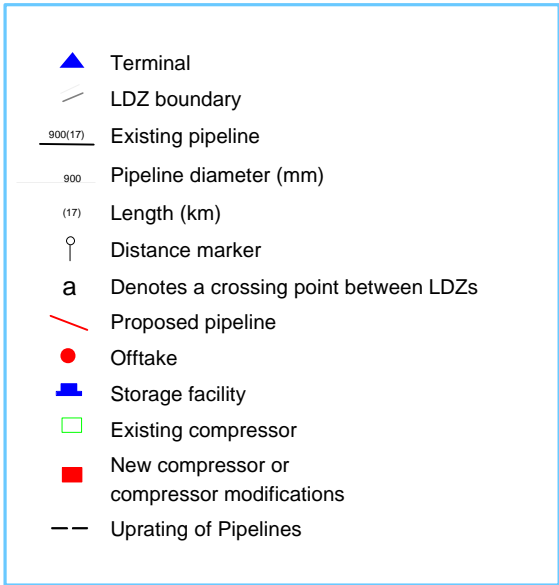 Terminal
LDZ boundary
900(17) Existing pipeline
900 Pipeline diameter (mm)
(17) Length (km)
Distance marker
a Denotes a crossing point between LDZs
Proposed pipeline
Offtake
Storage facility
Existing compressor
New compressor or
compressor modifications
Uprating of Pipelines